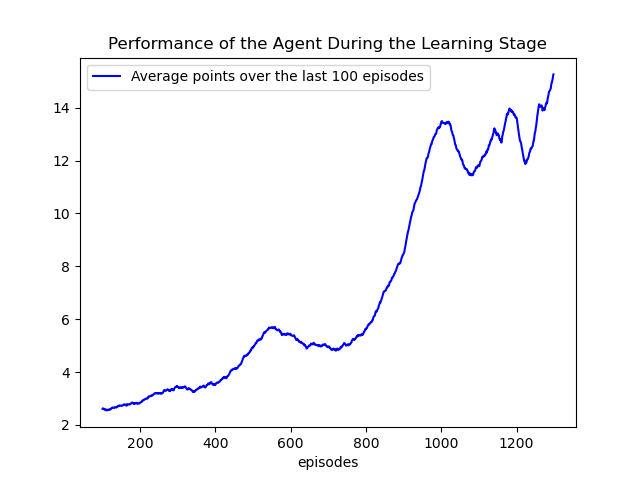 Performance of the Agent During the Learning Stage
Average points over the last 100 episodes
14
12
10
8
6
4
2
200 400 600 800 1000 1200
episodes